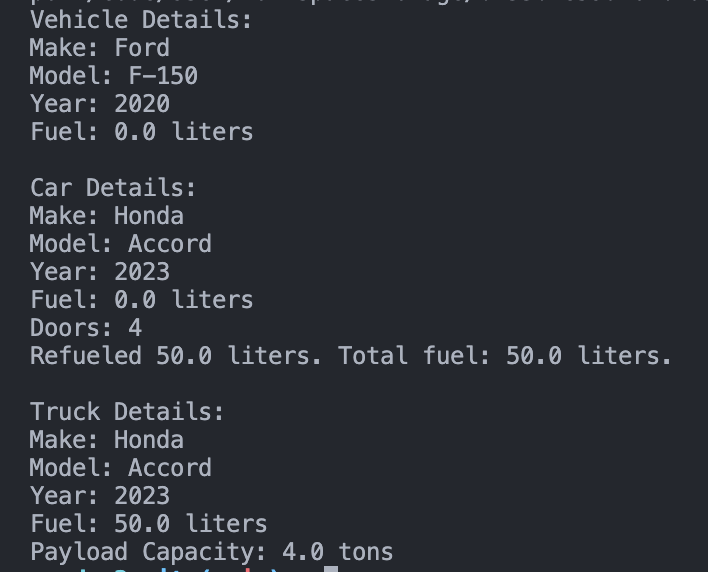 Vehicle Details:
Make: Ford
Model: F-150
Year: 2020
Fuel: 0.0 liters
Car Details:
Make: Honda
Model: Accord
Year: 2023
Fuel: 0.0 liters
Doors: 4
Refueled 50.0 liters. Total fuel: 50.0 liters.
Truck Details:
Make: Honda
Model: Accord
Year: 2023
Fuel: 50.0 liters
Payload Capacity: 4.0 tons